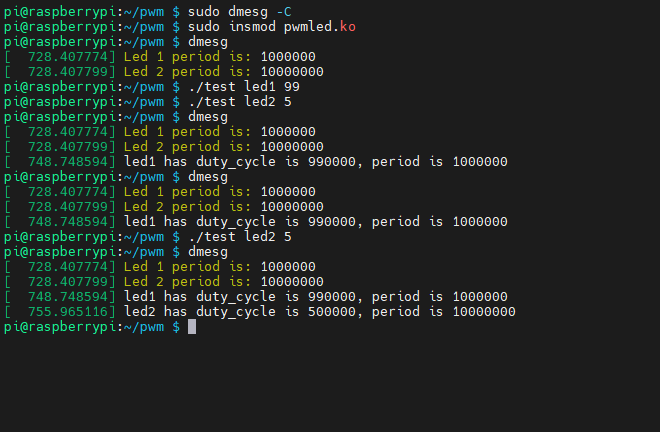 pi@raspberrypi:~/pwm $ sudo dmesg -C
pi@raspberrypi:~/pwm $ sudo insmod pwmled.ko
pi@raspberrypi:~/pwm $ dmesg
[  728.407774] Led 1 period is: 1000000
[  728.407799] Led 2 period is: 10000000
pi@raspberrypi:~/pwm $ ./test led1 99
pi@raspberrypi:~/pwm $ ./test led2 5
pi@raspberrypi:~/pwm $ dmesg
[  728.407774] Led 1 period is: 1000000
[  728.407799] Led 2 period is: 10000000
[  748.748594] led1 has duty_cycle is 990000, period is 1000000
pi@raspberrypi:~/pwm $ dmesg
[  728.407774] Led 1 period is: 1000000
[  728.407799] Led 2 period is: 10000000
[  748.748594] led1 has duty_cycle is 990000, period is 1000000
pi@raspberrypi:~/pwm $ ./test led2 5
pi@raspberrypi:~/pwm $ dmesg
[  728.407774] Led 1 period is: 1000000
[  728.407799] Led 2 period is: 10000000
[  748.748594] led1 has duty_cycle is 990000, period is 1000000
[  755.965116] led2 has duty_cycle is 500000, period is 10000000
pi@raspberrypi:~/pwm $